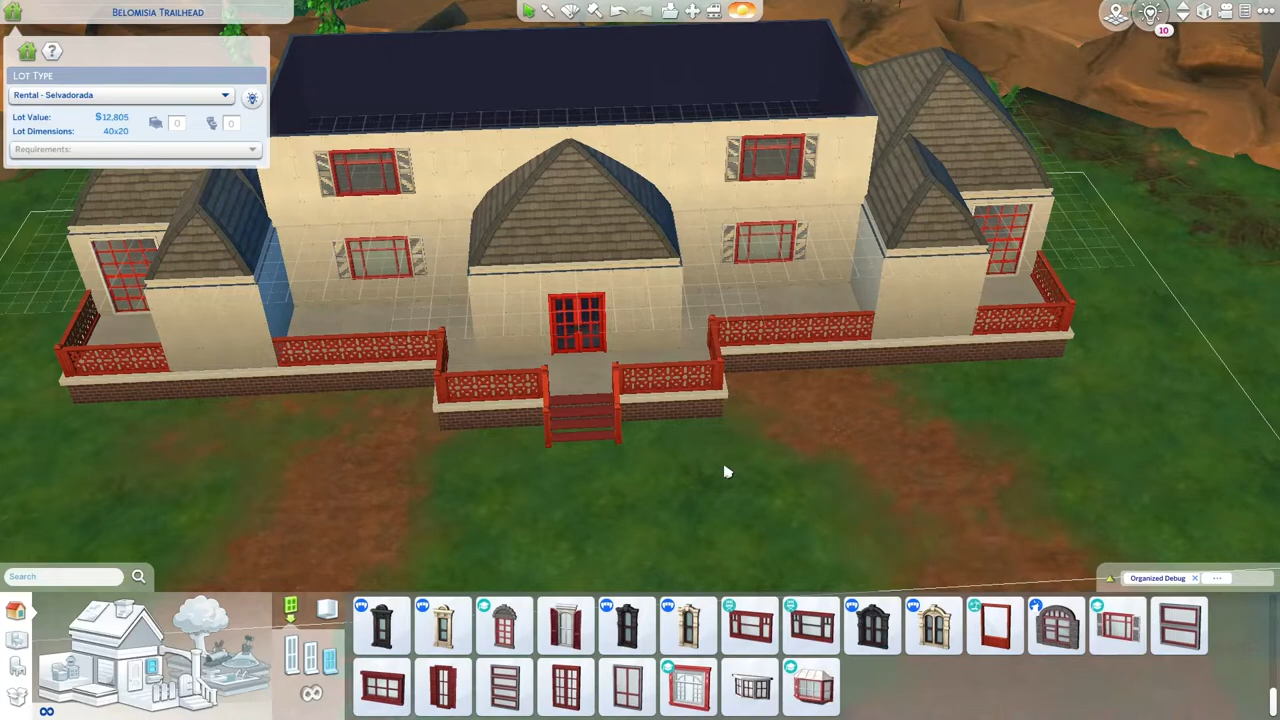 BELOMISIA TRAILHEAD
10
?
LOT TYPE
Rental - Selvadorada
Lot Value: $12,805
0 0
Lot Dimensions: 40x20
Requirements:
Search
Organized Debug